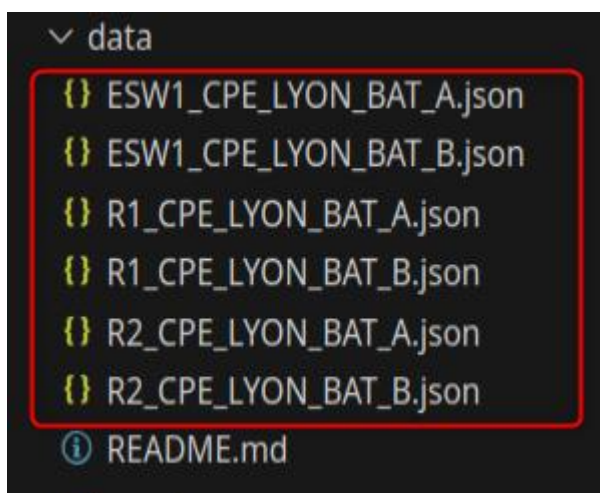 data
{} ESW1_CPE_LYON_BAT_A.json
{} ESW1_CPE_LYON_BAT_B.json
{} R1_CPE_LYON_BAT_A.json
{} R1_CPE_LYON_BAT_B.json
{} R2_CPE_LYON_BAT_A.json
{} R2_CPE_LYON_BAT_B.json
README.md